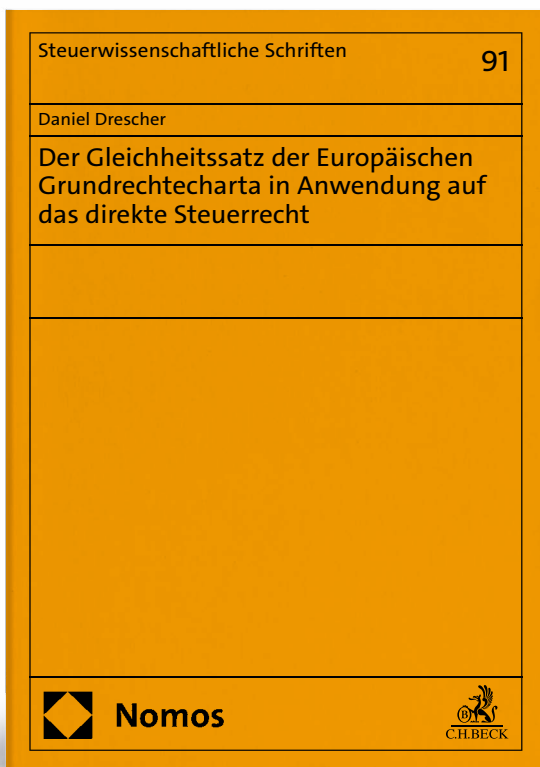 Steuerwissenschaftliche Schriften
91
Daniel Drescher
Der Gleichheitssatz der Europäischen
Grundrechtecharta in Anwendung auf
das direkte Steuerrecht
Nomos
B
C.H.BECK